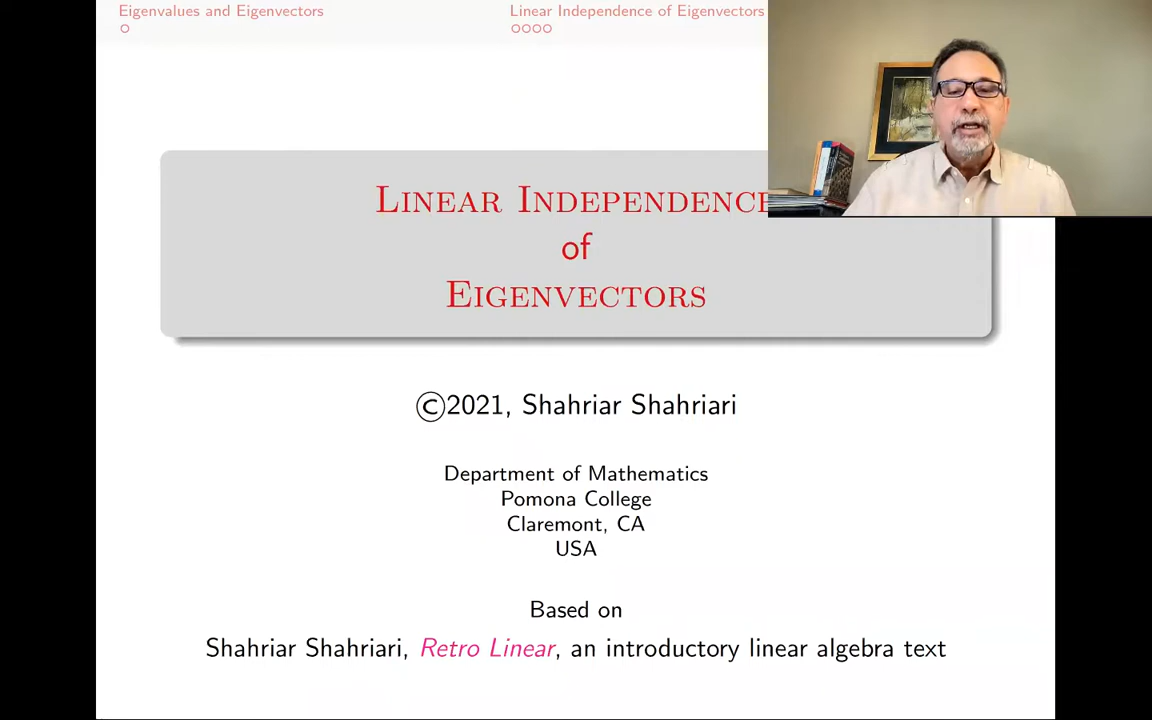 Eigenvalues and Eigenvectors
Linear Independence of Eigenvectors
LINEAR INDEPENDENC
of
EIGENVECTORS
©2021, Shahriar Shahriari
Department of Mathematics
Pomona College
Claremont, CA
USA
Based on
Shahriar Shahriari, Retro Linear, an introductory linear algebra text